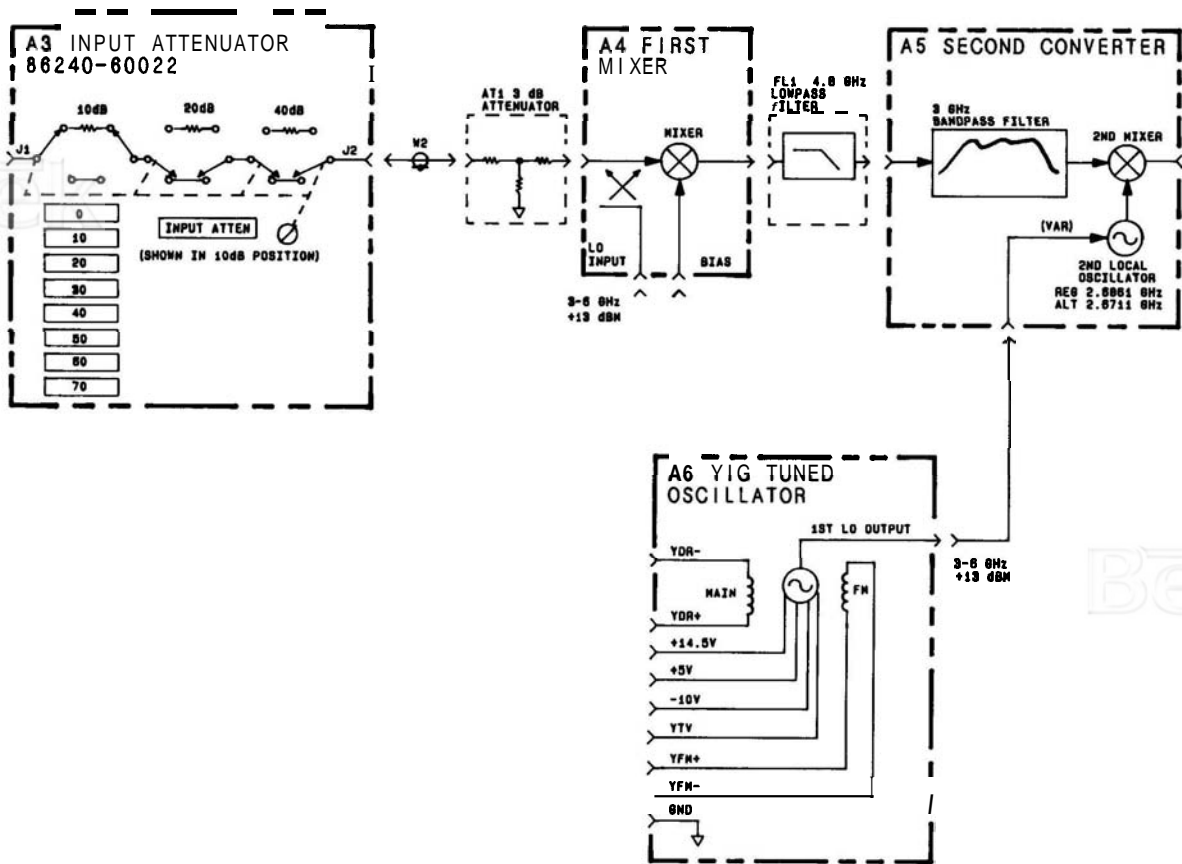 A3 INPUT ATTENUATOR
86240-60022
10dB
20dB
40dB
J1
J2
0
10
20
30
40
50
60
70
INPUT ATTEN
(SHOWN IN 10dB POSITION)
W2
AT1 3 dB
ATTENUATOR
A4 FIRST
MIXER
MIXER
LO
INPUT
BIAS
3-6 GHz
+13 dBM
FL1 4.8 GHz
LOWPASS
FILTER
A5 SECOND CONVERTER
3 GHz
BANDPASS FILTER
2ND MIXER
(VAR)
2ND LOCAL
OSCILLATOR
REG 2.6861 GHz
ALT 2.6711 GHz
A6 YIG TUNED
OSCILLATOR
1ST LO OUTPUT
3-6 GHz
+13 dBM
YDR-
MAIN
FM
YDR+
+14.5V
+5V
-10V
YTV
YFM+
YFM-
GND
ek
Be